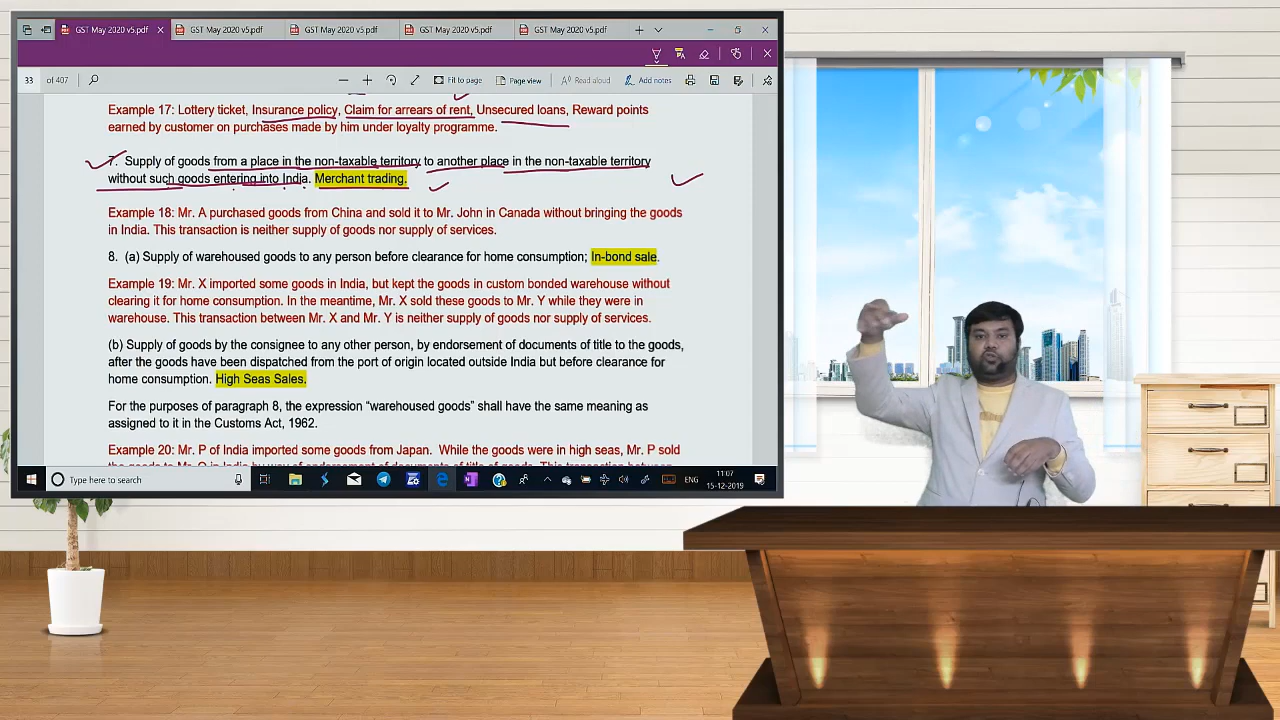 GST May 2020 v5.pdf
GST May 2020 v5.pdf
GST May 2020 v5.pdf
GST May 2020 v5.pdf
GST May 2020 v5.pdf
33 of 407
Fit to page
Page view
Read aloud
Add notes
Example 17: Lottery ticket, Insurance policy, Claim for arrears of rent, Unsecured loans, Reward points
earned by customer on purchases made by him under loyalty programme.
7. Supply of goods from a place in the non-taxable territory to another place in the non-taxable territory
without such goods entering into India. Merchant trading.
Example 18: Mr. A purchased goods from China and sold it to Mr. John in Canada without bringing the goods
in India. This transaction is neither supply of goods nor supply of services.
8. (a) Supply of warehoused goods to any person before clearance for home consumption; In-bond sale.
Example 19: Mr. X imported some goods in India, but kept the goods in custom bonded warehouse without
clearing it for home consumption. In the meantime, Mr. X sold these goods to Mr. Y while they were in
warehouse. This transaction between Mr. X and Mr. Y is neither supply of goods nor supply of services.
(b) Supply of goods by the consignee to any other person, by endorsement of documents of title to the goods,
after the goods have been dispatched from the port of origin located outside India but before clearance for
home consumption. High Seas Sales.
For the purposes of paragraph 8, the expression “warehoused goods” shall have the same meaning as
assigned to it in the Customs Act, 1962.
Example 20: Mr. P of India imported some goods from Japan. While the goods were in high seas, Mr. P sold
Type here to search
ENG
11:07
15-12-2019